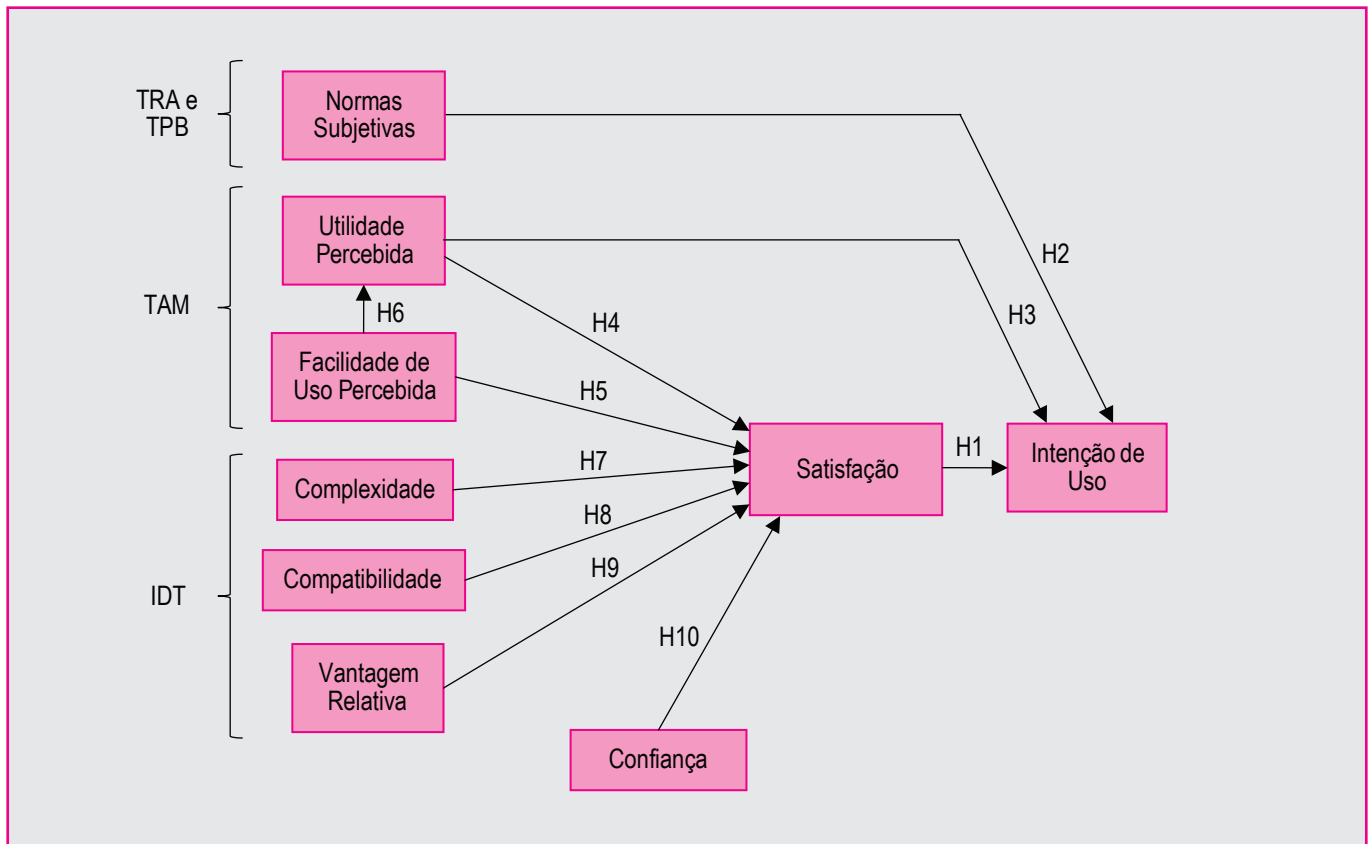 TRA e
TPB
Normas
Subjetivas
Utilidade
Percebida
H2
H3
TAM
H6
H4
Facilidade de
Uso Percebida
H5
Satisfação
H1
Intenção de
Uso
Complexidade
H7
H8
Compatibilidade
H9
IDT
H10
Vantagem
Relativa
Confiança